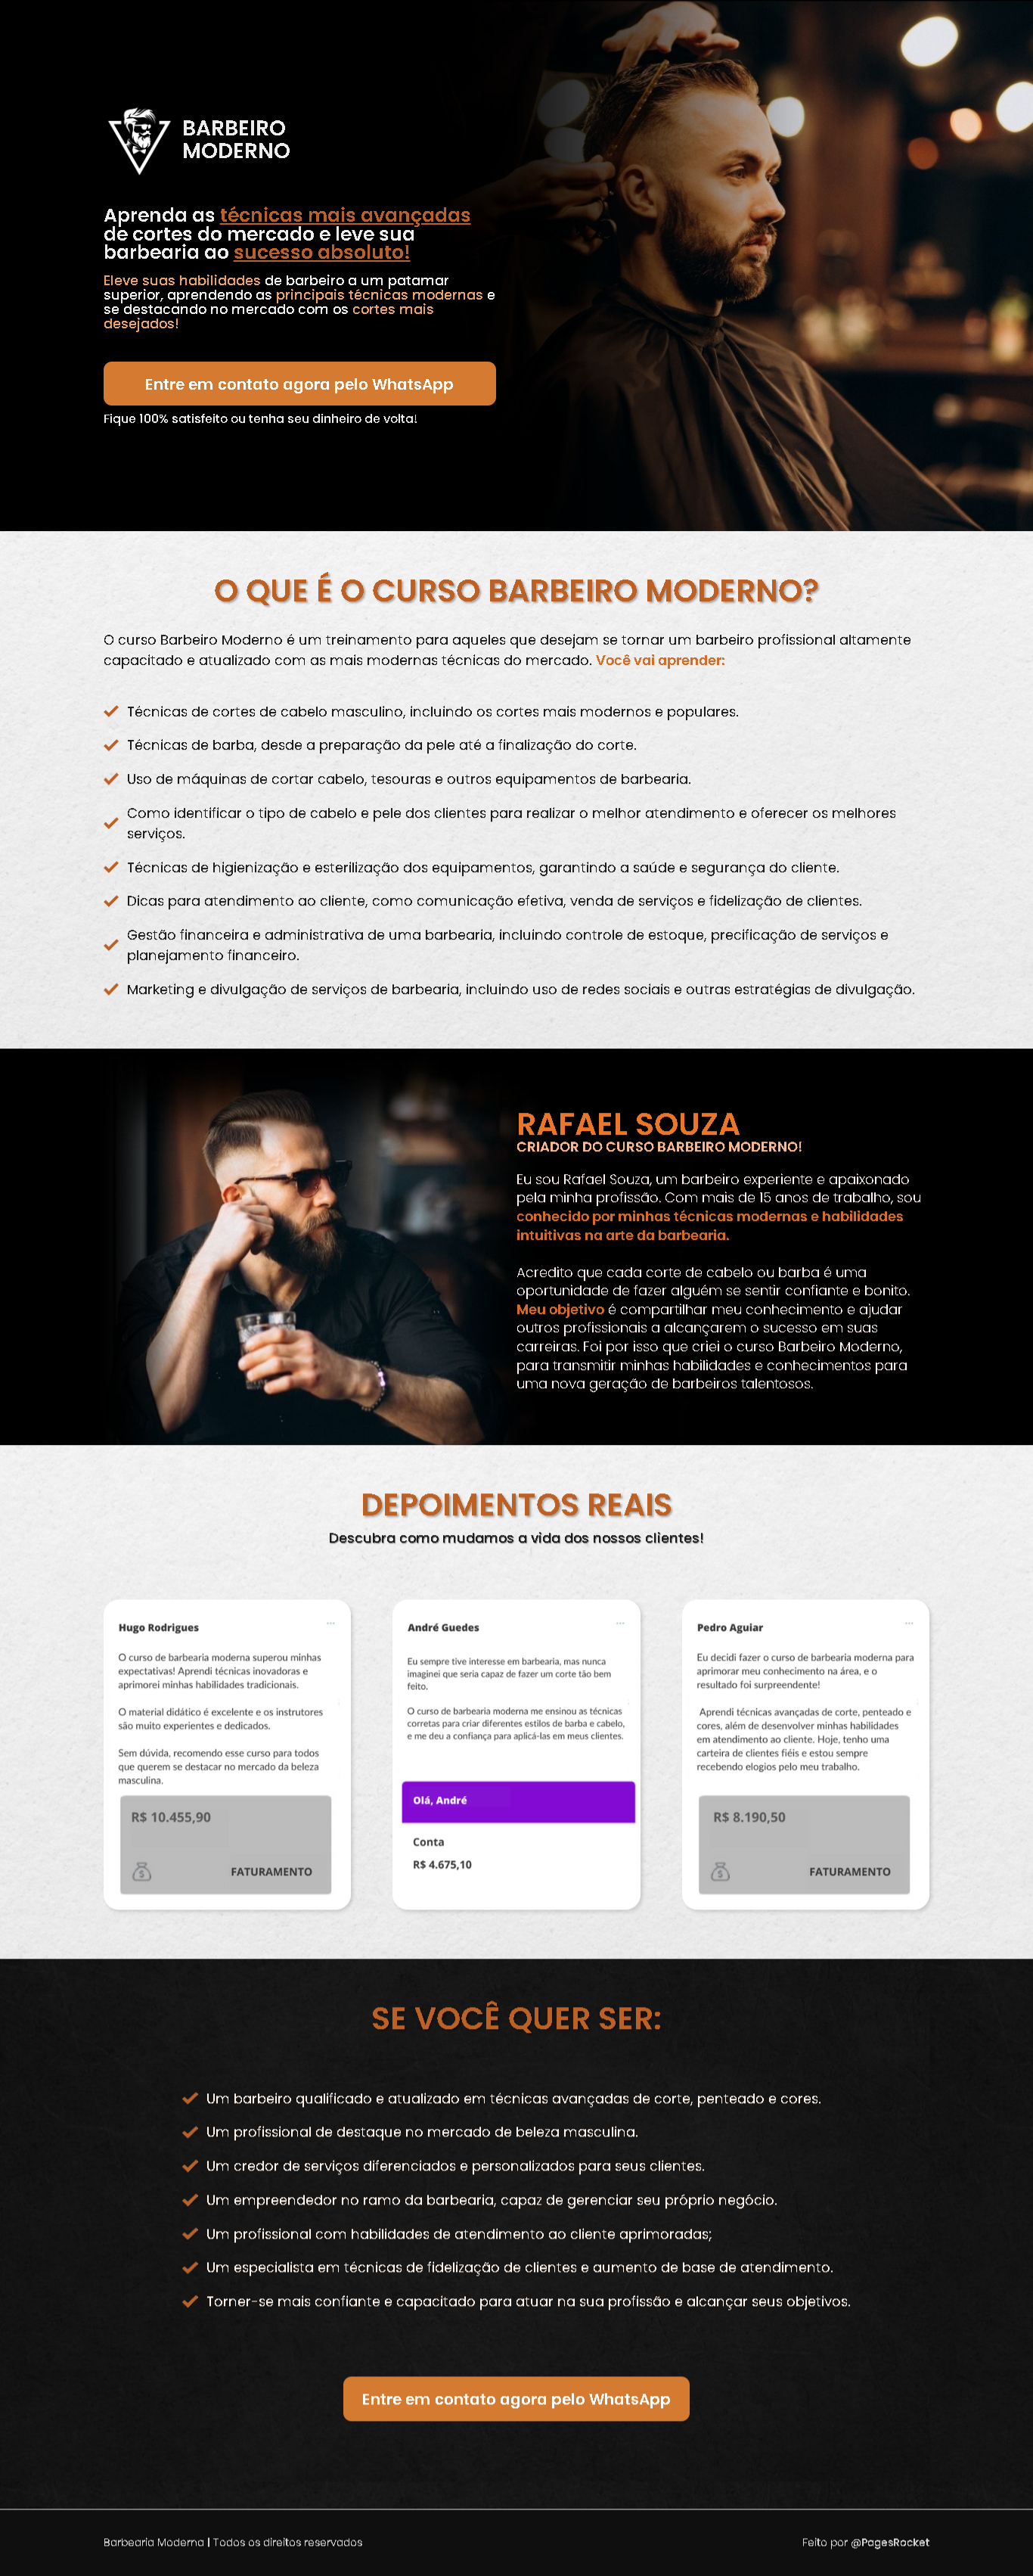 BARBEIRO
MODERNO
Aprenda as técnicas mais avançadas
de cortes do mercado e leve sua
barbearia ao sucesso absoluto!
Eleve suas habilidades de barbeiro a um patamar
superior, aprendendo as principais técnicas modernas e
se destacando no mercado com os cortes mais
desejados!
Entre em contato agora pelo WhatsApp
Fique 100% satisfeito ou tenha seu dinheiro de volta!
O QUE É O CURSO BARBEIRO MODERNO?
O curso Barbeiro Moderno é um treinamento para aqueles que desejam se tornar um barbeiro profissional altamente
capacitado e atualizado com as mais modernas técnicas do mercado. Você vai aprender:
Técnicas de cortes de cabelo masculino, incluindo os cortes mais modernos e populares.
Técnicas de barba, desde a preparação da pele até a finalização do corte.
Uso de máquinas de cortar cabelo, tesouras e outros equipamentos de barbearia.
Como identificar o tipo de cabelo e pele dos clientes para realizar o melhor atendimento e oferecer os melhores
serviços.
Técnicas de higienização e esterilização dos equipamentos, garantindo a saúde e segurança do cliente.
Dicas para atendimento ao cliente, como comunicação efetiva, venda de serviços e fidelização de clientes.
Gestão financeira e administrativa de uma barbearia, incluindo controle de estoque, precificação de serviços e
planejamento financeiro.
Marketing e divulgação de serviços de barbearia, incluindo uso de redes sociais e outras estratégias de divulgação.
RAFAEL SOUZA
CRIADOR DO CURSO BARBEIRO MODERNO!
Eu sou Rafael Souza, um barbeiro experiente e apaixonado
pela minha profissão. Com mais de 15 anos de trabalho, sou
conhecido por minhas técnicas modernas e habilidades
intuitivas na arte da barbearia.
Acredito que cada corte de cabelo ou barba é uma
oportunidade de fazer alguém se sentir confiante e bonito.
Meu objetivo é compartilhar meu conhecimento e ajudar
outros profissionais a alcançarem o sucesso em suas
carreiras. Foi por isso que criei o curso Barbeiro Moderno,
para transmitir minhas habilidades e conhecimentos para
uma nova geração de barbeiros talentosos.
DEPOIMENTOS REAIS
Descubra como mudamos a vida dos nossos clientes!
Hugo Rodrigues
O curso de barbearia moderna superou minhas
expectativas! Aprendi técnicas inovadoras e
aprimorei minhas habilidades tradicionais.
O material didático é excelente e os instrutores
são muito experientes e dedicados.
Sem dúvida, recomendo esse curso para todos
que querem se destacar no mercado da beleza
masculina.
R$ 10.455,90
FATURAMENTO
André Guedes
Eu sempre tive interesse em barbearia, mas nunca
imaginei que seria capaz de fazer um corte tão bem
feito.
O curso de barbearia moderna me ensinou as técnicas
corretas para criar diferentes estilos de barba e cabelo,
e me deu a confiança para aplicá-las em meus clientes.
Olá, André
Conta
R$ 4.675,10
Pedro Aguiar
Eu decidi fazer o curso de barbearia moderna para
aprimorar meu conhecimento na área, e o
resultado foi surpreendente!
Aprendi técnicas avançadas de corte, penteado e
cores, além de desenvolver minhas habilidades
em atendimento ao cliente. Hoje, tenho uma
carteira de clientes fiéis e estou sempre
recebendo elogios pelo meu trabalho.
R$ 8.190,50
FATURAMENTO
SE VOCÊ QUER SER:
Um barbeiro qualificado e atualizado em técnicas avançadas de corte, penteado e cores.
Um profissional de destaque no mercado de beleza masculina.
Um credor de serviços diferenciados e personalizados para seus clientes.
Um empreendedor no ramo da barbearia, capaz de gerenciar seu próprio negócio.
Um profissional com habilidades de atendimento ao cliente aprimoradas;
Um especialista em técnicas de fidelização de clientes e aumento de base de atendimento.
Torner-se mais confiante e capacitado para atuar na sua profissão e alcançar seus objetivos.
Entre em contato agora pelo WhatsApp
Barbearia Moderna | Todos os direitos reservados
Feito por @PagesRocket